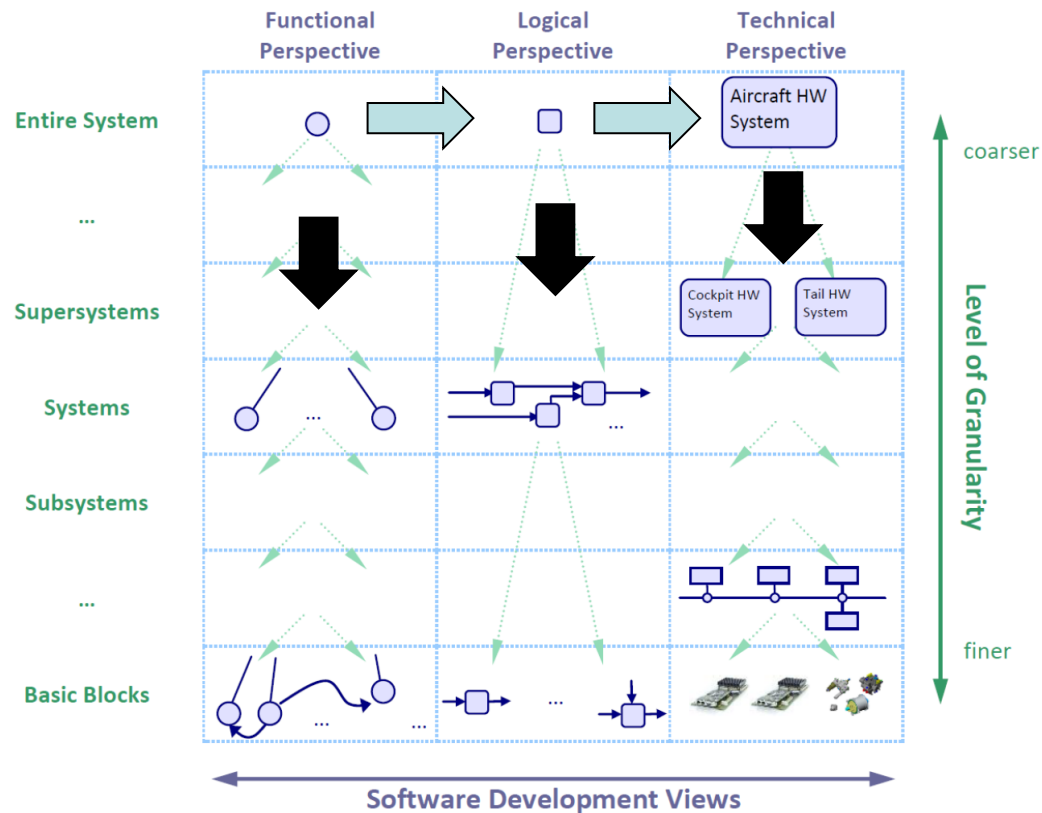 Functional
Perspective
Logical
Perspective
Technical
Perspective
Entire System
Aircraft HW
System
coarser
...
Supersystems
Cockpit HW
System
Tail HW
System
Level of Granularity
Systems
...
...
Subsystems
...
finer
Basic Blocks
...
...
...
Software Development Views